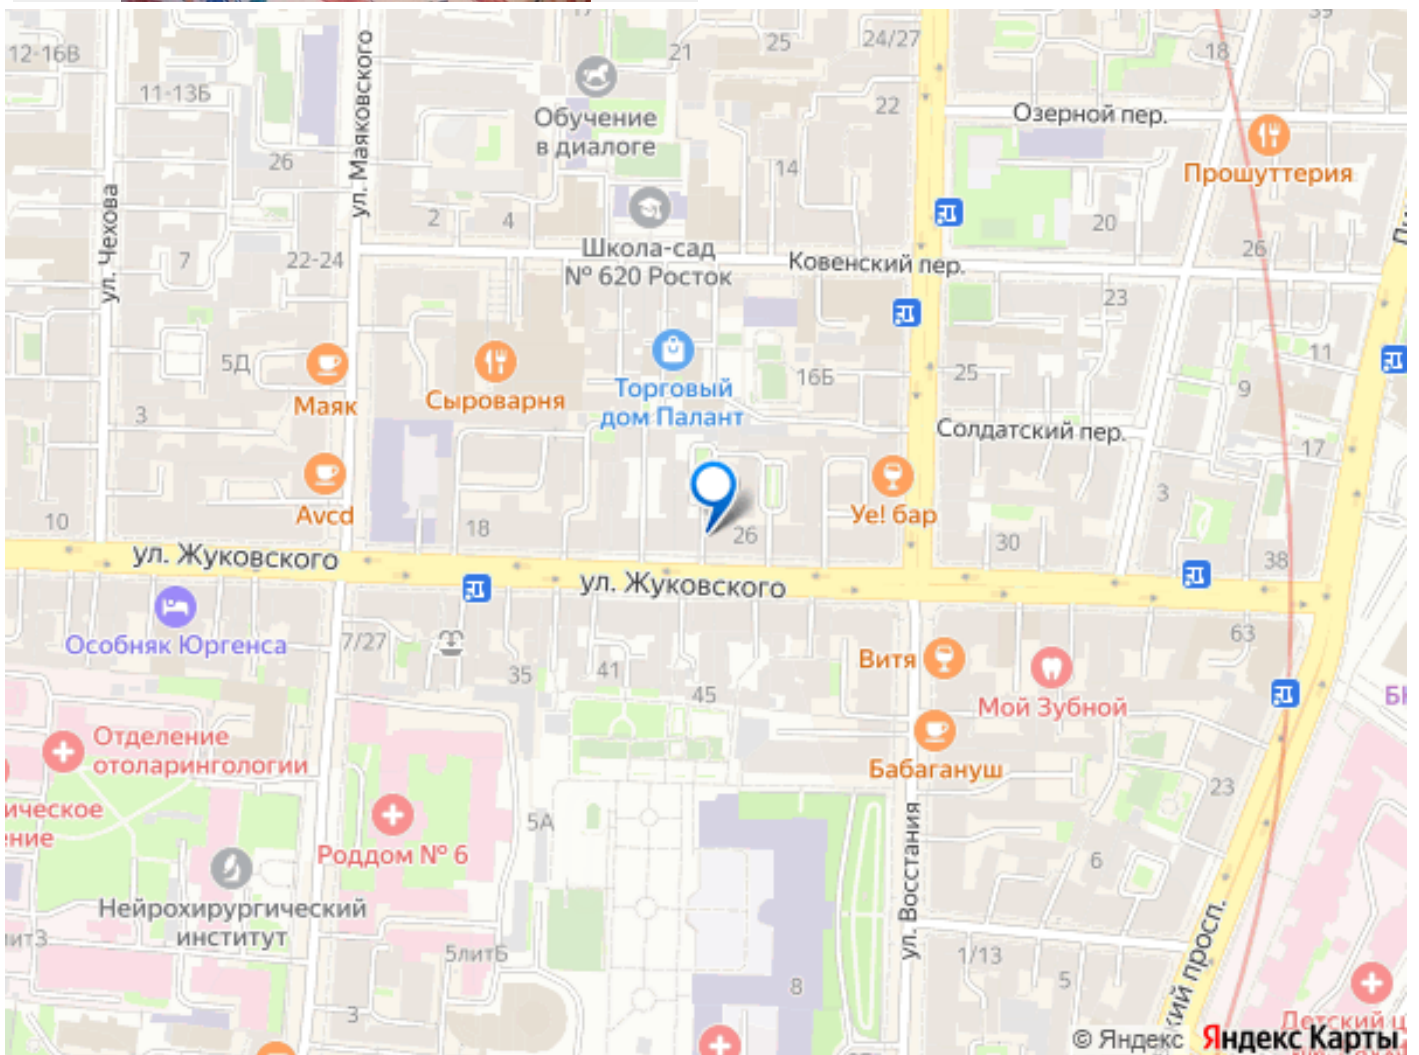 39
17
25
24/27
18
12-16В
21
11-13Б
22
Озерной пер.
Обучение
в диалоге
ул. Маяковского
Прошуттерия
26
14
ул. Чехова
2
4
20
7
22-24
Школа-сад
№ 620 Росток
Ковенский пер.
26
23
5Д
Маяк
Сыроварня
Торговый
дом Палант
16Б
25
11
9
3
Солдатский пер.
17
Avcd
10
18
26
Уе! бар
3
30
38
ул. Жуковского
ул. Жуковского
Особняк Юргенса
7/27
35
41
45
Витя
63
Мой Зубной
Отделение
отоларингологии
Бабагануш
23
ическое
ние
5А
Роддом № 6
6
ул. Восстания
Нейрохирургический
институт
5литБ
1/13
5
8
3
кий просп.
Детский ц
© Яндекс Яндекс Карты